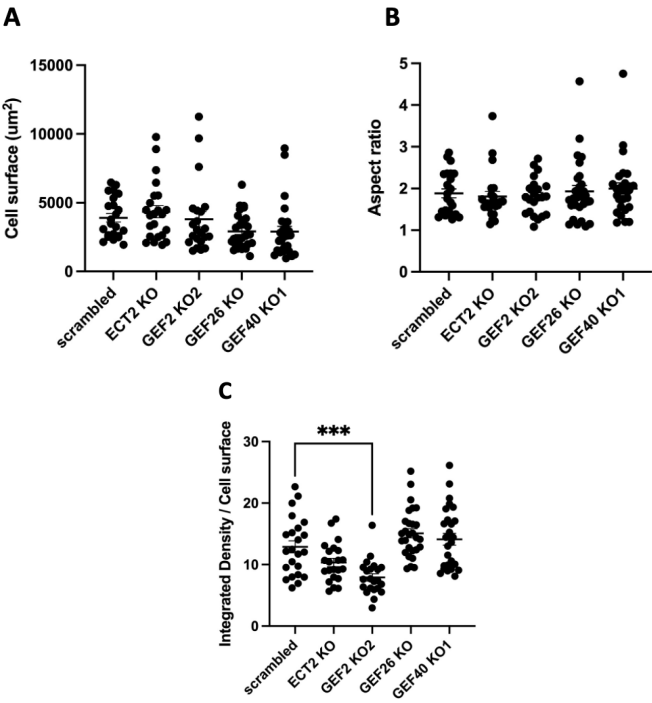 A
Cell surface (um2)
15000
10000
5000
0
scrambled
ECT2 KO
GEF2 KO2
GEF26 KO
GEF40 KO1
B
Aspect ratio
5
4
3
2
1
0
scrambled
ECT2 KO
GEF2 KO2
GEF26 KO
GEF40 KO1
C
Integrated Density / Cell surface
30
20
10
0
***
scrambled
ECT2 KO
GEF2 KO2
GEF26 KO
GEF40 KO1